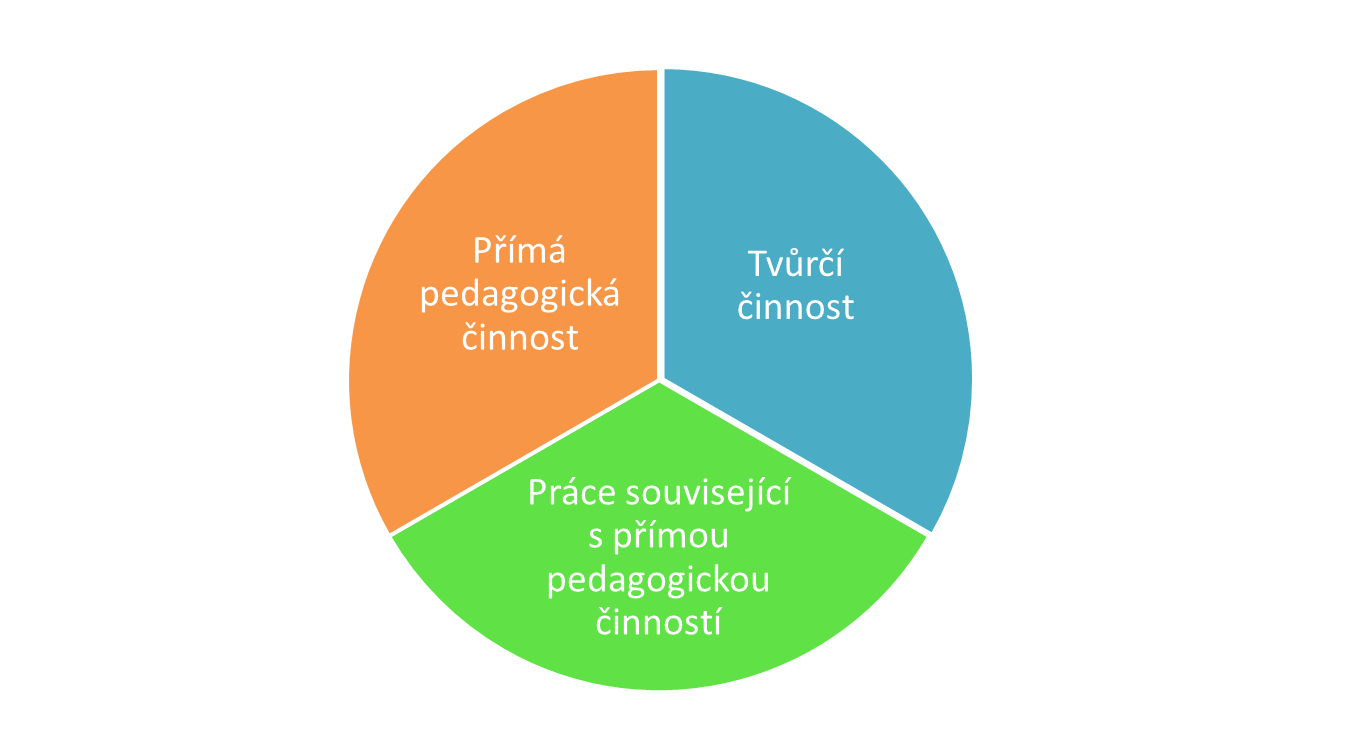 Přímá
pedagogická
činnost
Tvůrčí
činnost
Práce související
s přímou
pedagogickou
činností